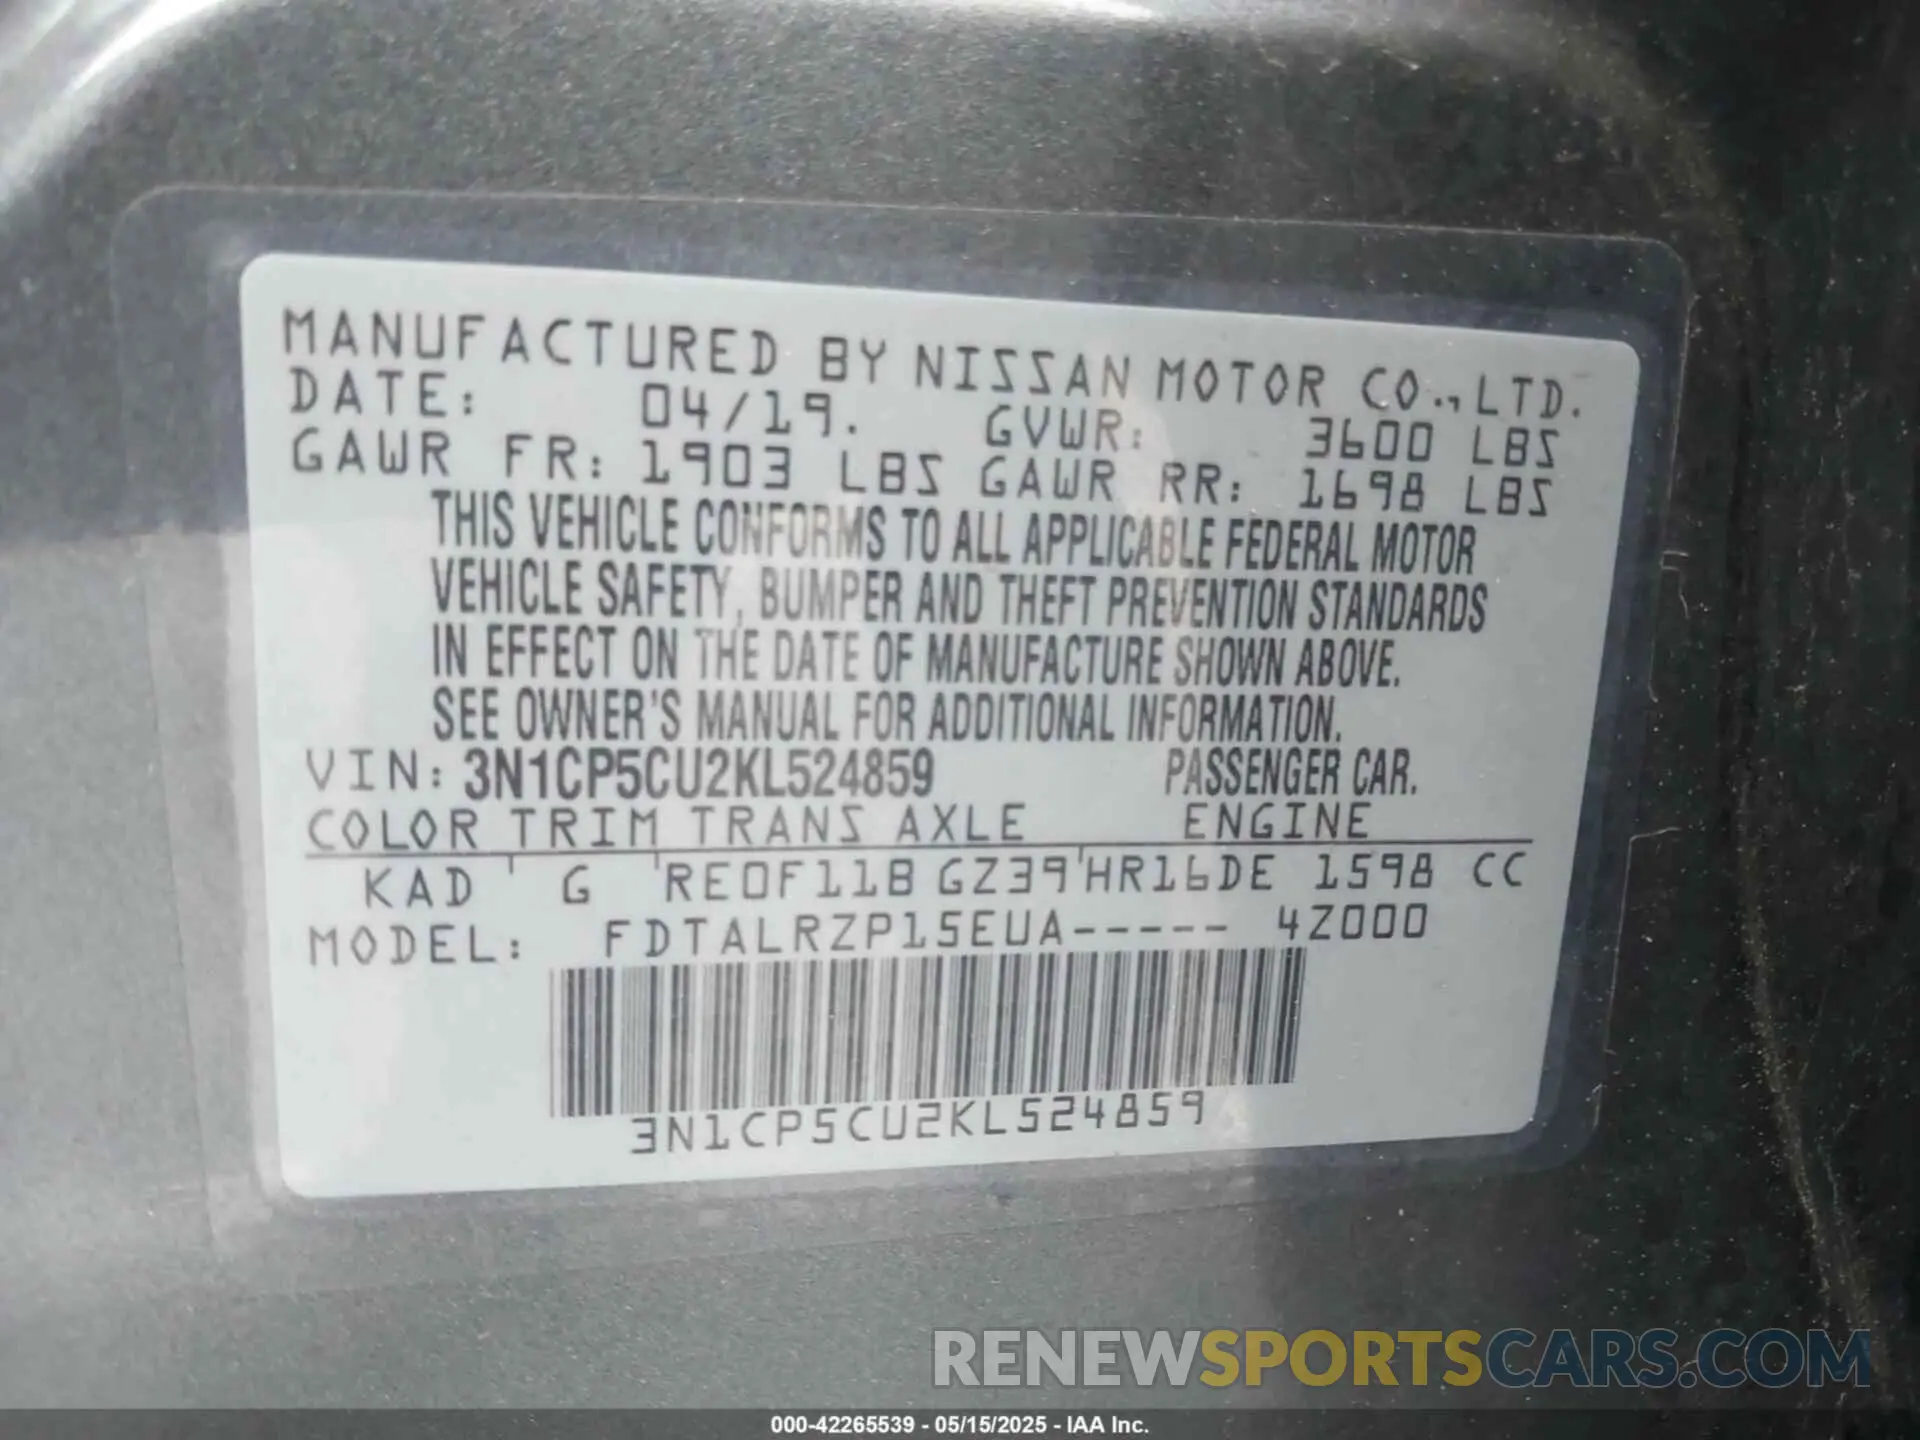 MANUFACTURED BY NISSAN MOTOR CO.,LTD.
DATE: 04/19. GVWR: 3600 LBS
GAWR FR: 1903 LBS GAWR RR: 1698 LBS
THIS VEHICLE CONFORMS TO ALL APPLICABLE FEDERAL MOTOR
VEHICLE SAFETY, BUMPER AND THEFT PREVENTION STANDARDS
IN EFFECT ON THE DATE OF MANUFACTURE SHOWN ABOVE.
SEE OWNER'S MANUAL FOR ADDITIONAL INFORMATION.
VIN: 3N1CP5CU2KL524859 PASSENGER CAR.
COLOR TRIM TRANS AXLE ENGINE
KAD G RE0F11B GZ39 HR16DE 1598 CC
MODEL: FDTALRZP15EUA----- 4Z000
3N1CP5CU2KL524859
RENEWSPORTSCARS.COM
000-42265539 - 05/15/2025 - IAA Inc.